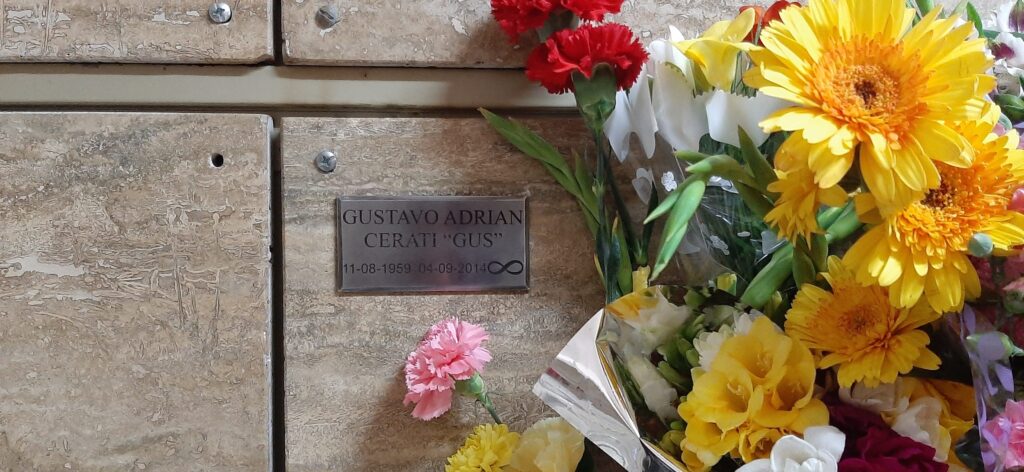 GUSTAVO ADRIAN
CERATI “GUS”
11-08-1959 04-09-2014 ∞